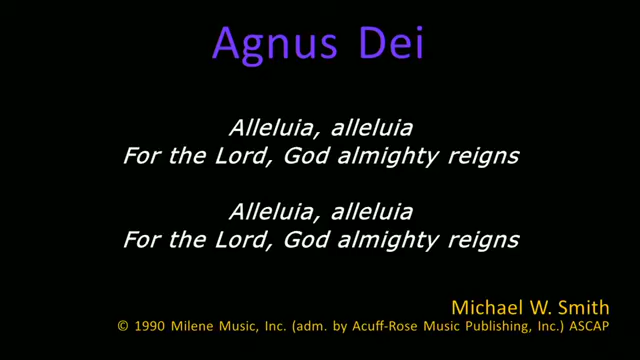 Agnus Dei
Alleluia, alleluia
For the Lord, God almighty reigns
Alleluia, alleluia
For the Lord, God almighty reigns
Michael W. Smith
© 1990 Milene Music, Inc. (adm. by Acuff-Rose Music Publishing, Inc.) ASCAP